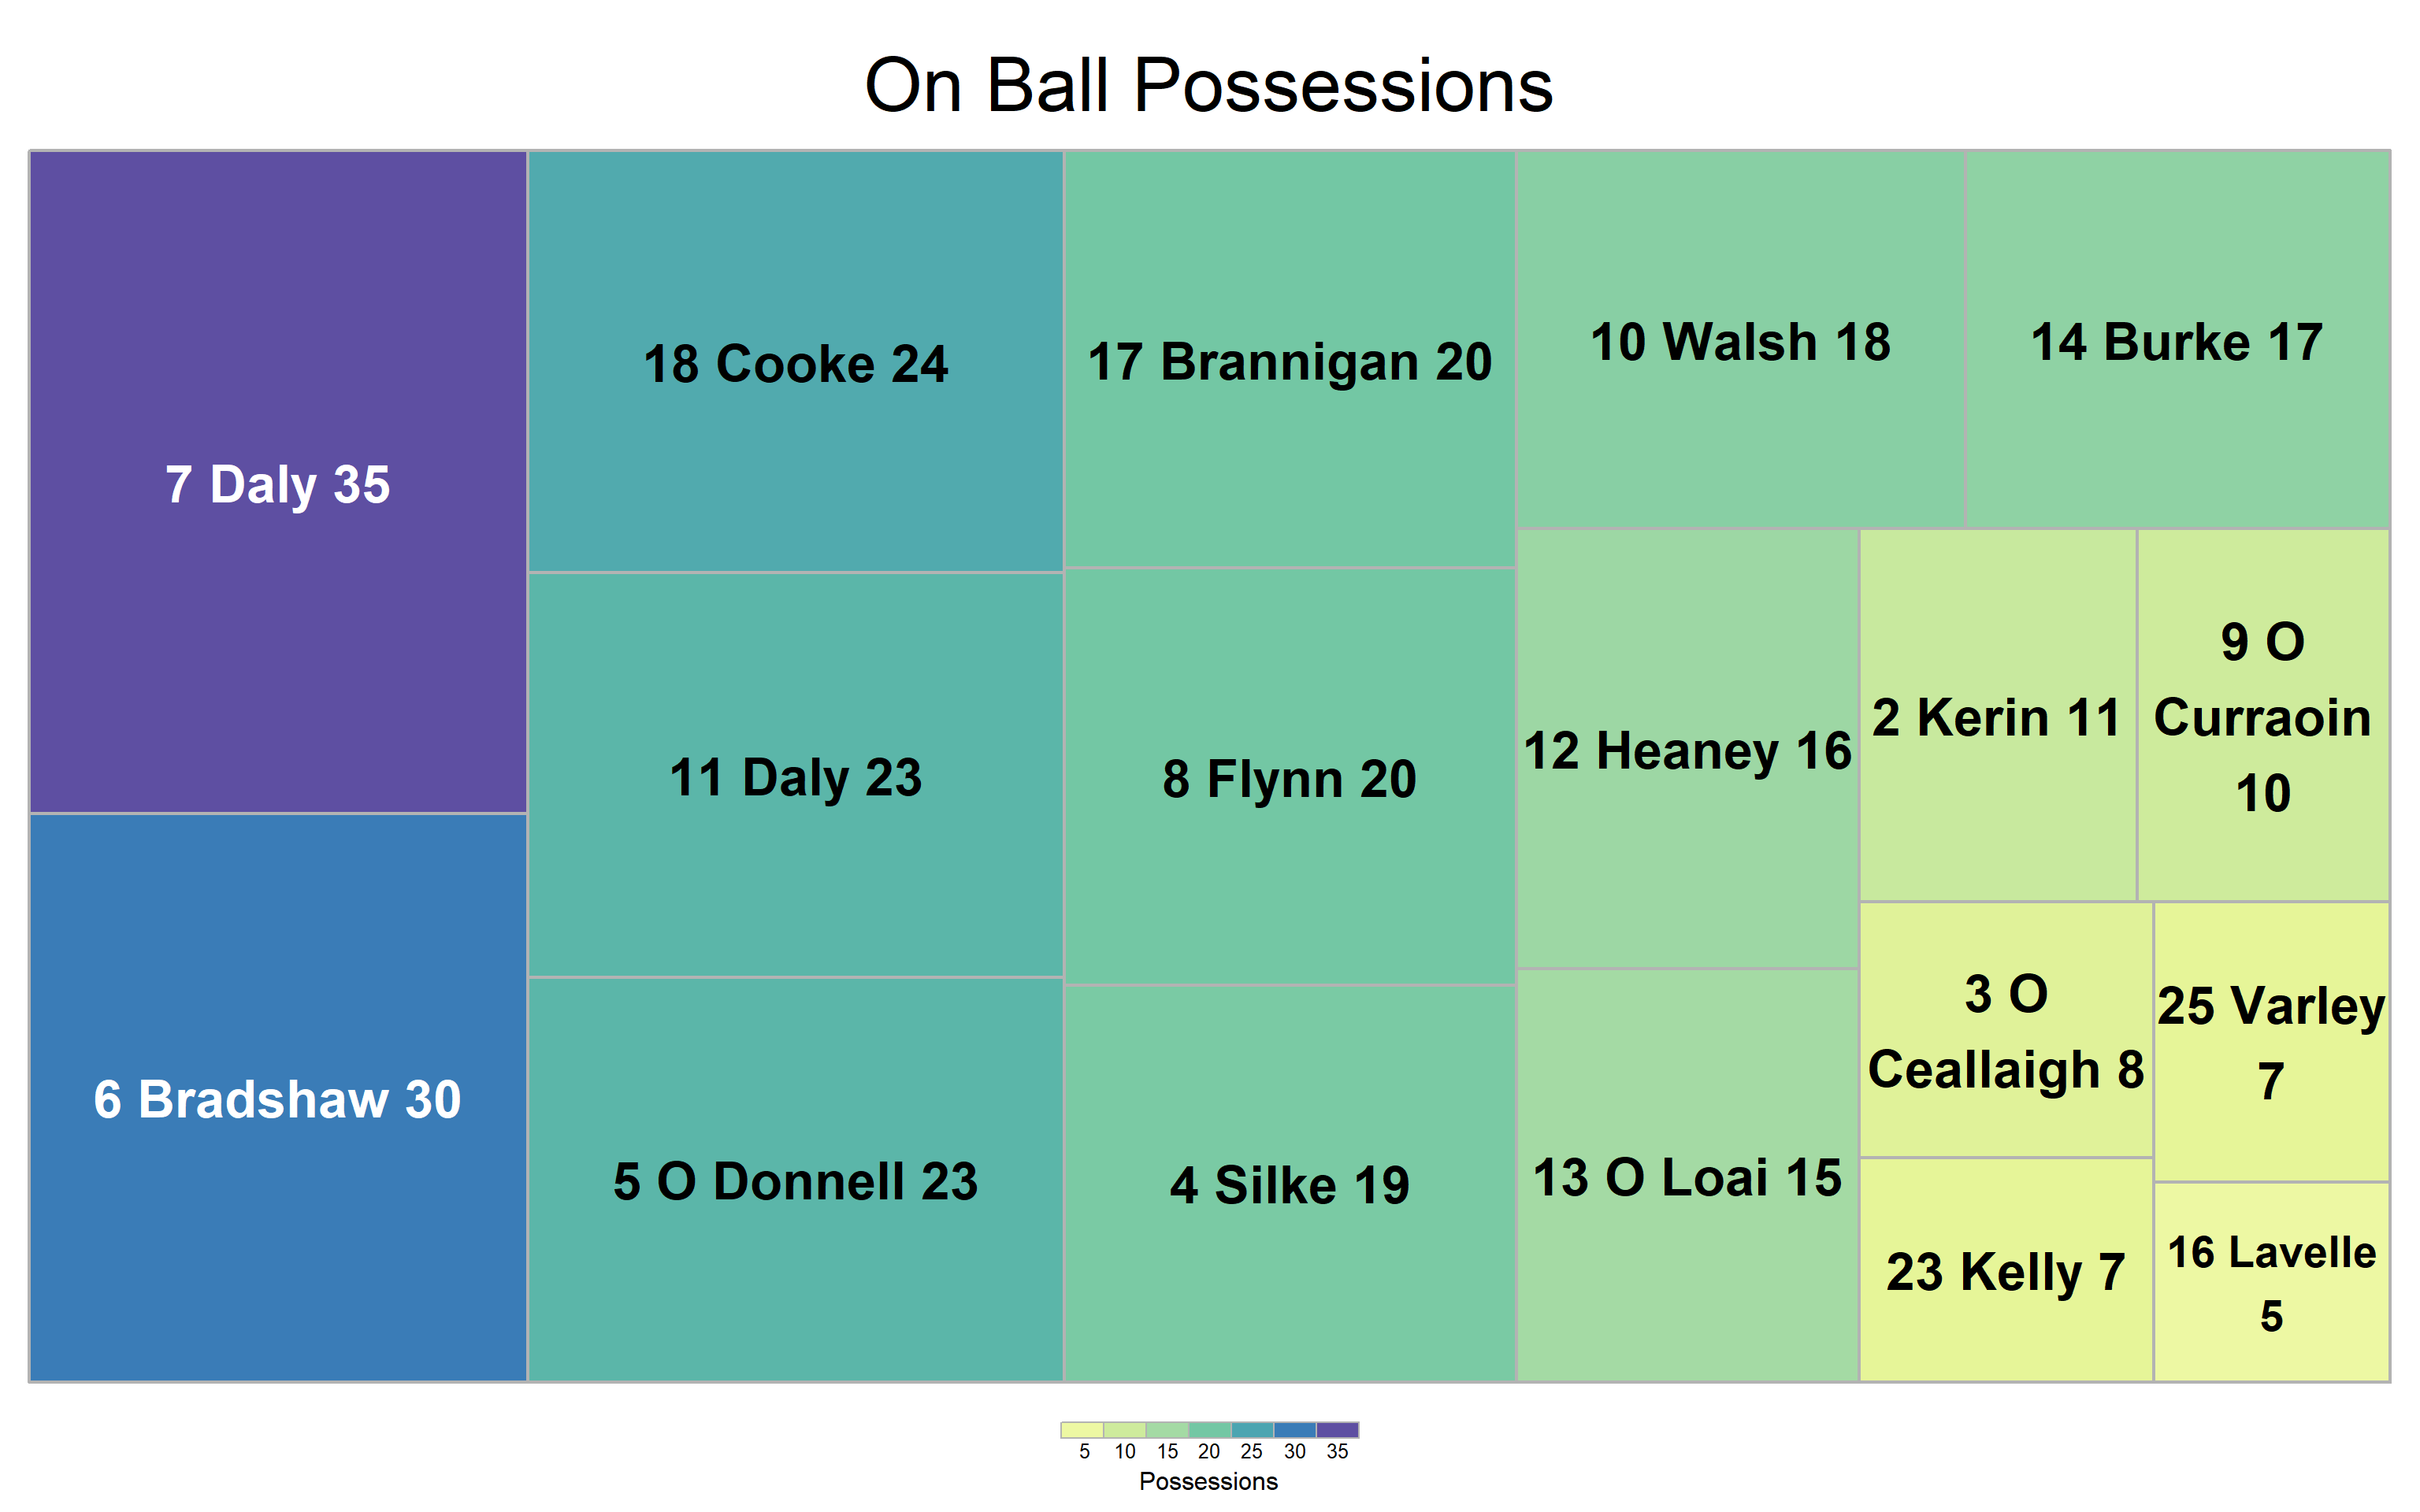 On Ball Possessions
7 Daly 35
6 Bradshaw 30
18 Cooke 24
11 Daly 23
5 O Donnell 23
17 Brannigan 20
8 Flynn 20
4 Silke 19
10 Walsh 18
14 Burke 17
12 Heaney 16
13 O Loai 15
2 Kerin 11
9 O
Curraoin
10
3 O
Ceallaigh 8
23 Kelly 7
25 Varley
7
16 Lavelle
5
5 10 15 20 25 30 35
Possessions